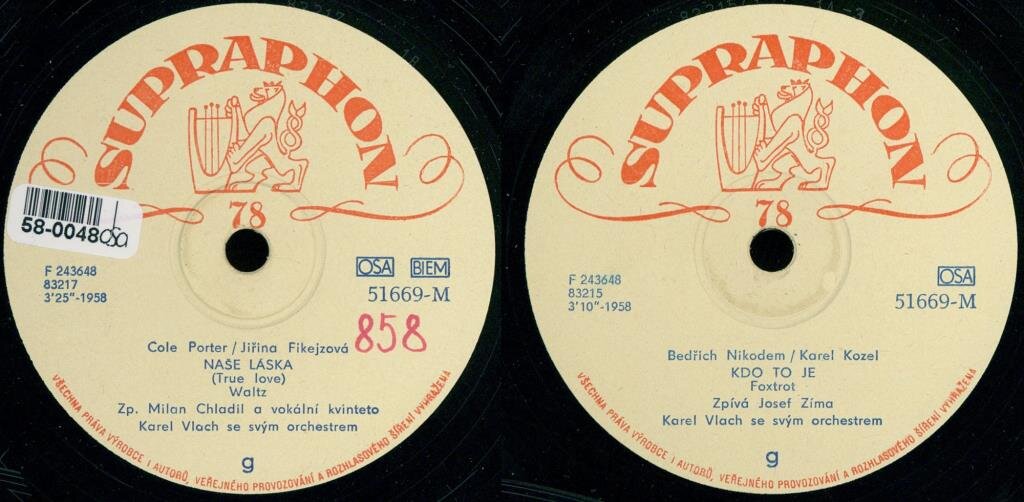 SUPRAPHON
78
58-0048 osa
F 243648
83217
3'25"-1958
OSA BIEM
51669-M
858
Cole Porter / Jiřina Fikejzová
NAŠE LÁSKA
(True love)
Waltz
Zp. Milan Chladil a vokální kvinteto
Karel Vlach se svým orchestrem
g
VŠECHNA PRÁVA VÝROBCE I AUTORŮ, VEŘEJNÉHO PROVOZOVÁNÍ A ROZHLASOVÉHO ŠÍŘENÍ VYHRAŽENA
SUPRAPHON
78
F 243648
83215
3'10"-1958
OSA
51669-M
Bedřich Nikodem / Karel Kozel
KDO TO JE
Foxtrot
Zpívá Josef Zíma
Karel Vlach se svým orchestrem
g
VŠECHNA PRÁVA VÝROBCE I AUTORŮ, VEŘEJNÉHO PROVOZOVÁNÍ A ROZHLASOVÉHO ŠÍŘENÍ VYHRAŽENA